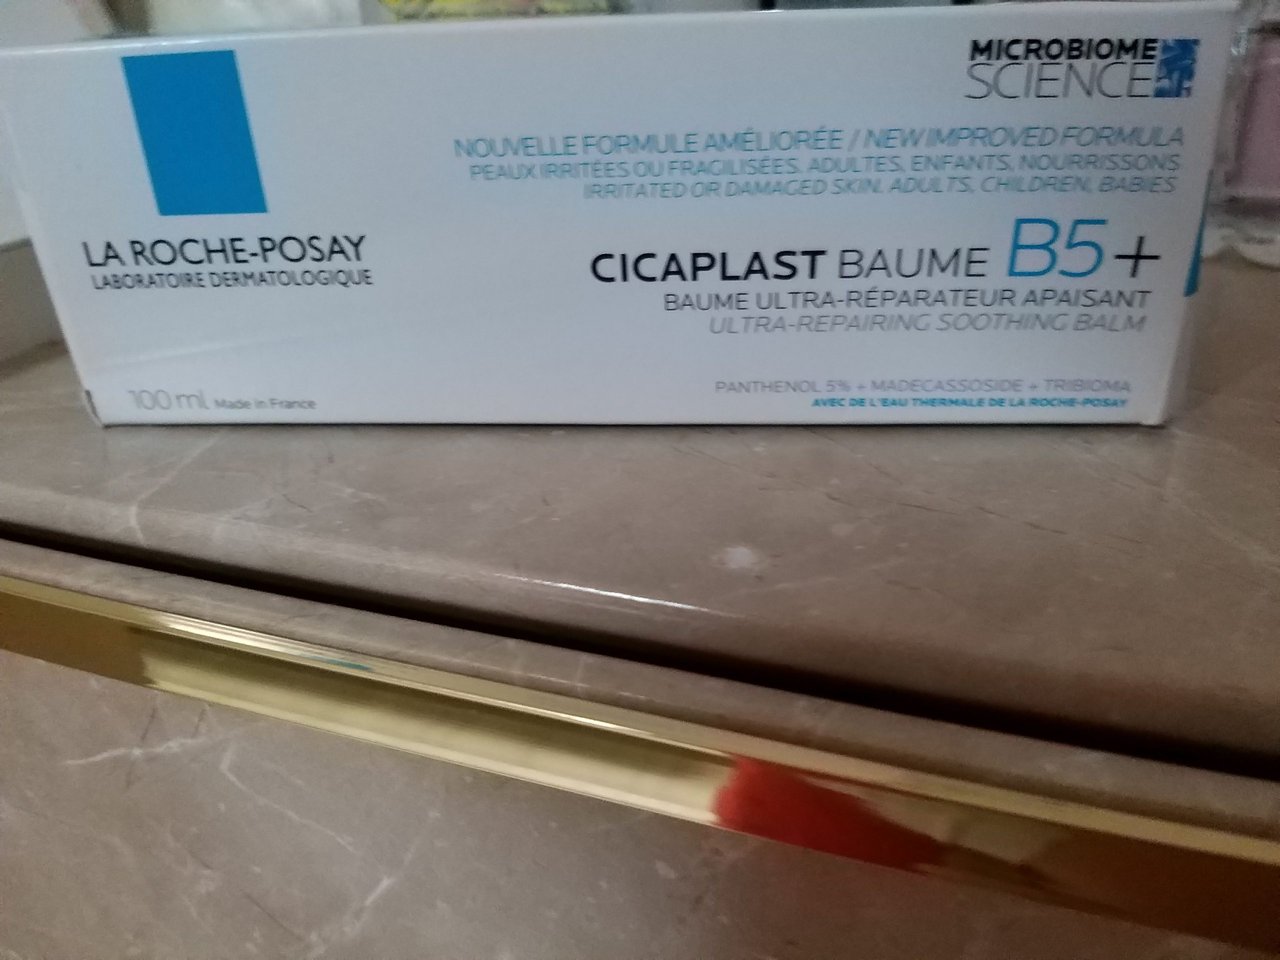 MICROBIOME
SCIENCE
NOUVELLE FORMULE AMÉLIORÉE / NEW IMPROVED FORMULA
PEAUX IRRITÉES OU FRAGILISÉES. ADULTES, ENFANTS, NOURRISSONS
IRRITATED OR DAMAGED SKIN. ADULTS, CHILDREN, BABIES
LA ROCHE-POSAY
LABORATOIRE DERMATOLOGIQUE
CICAPLAST BAUME B5+
BAUME ULTRA-RÉPARATEUR APAISANT
ULTRA-REPAIRING SOOTHING BALM
PANTHENOL 5% + MADECASSOSIDE + TRIBIOMA
AVEC DE L'EAU THERMALE DE LA ROCHE-POSAY
100 ml Made in France